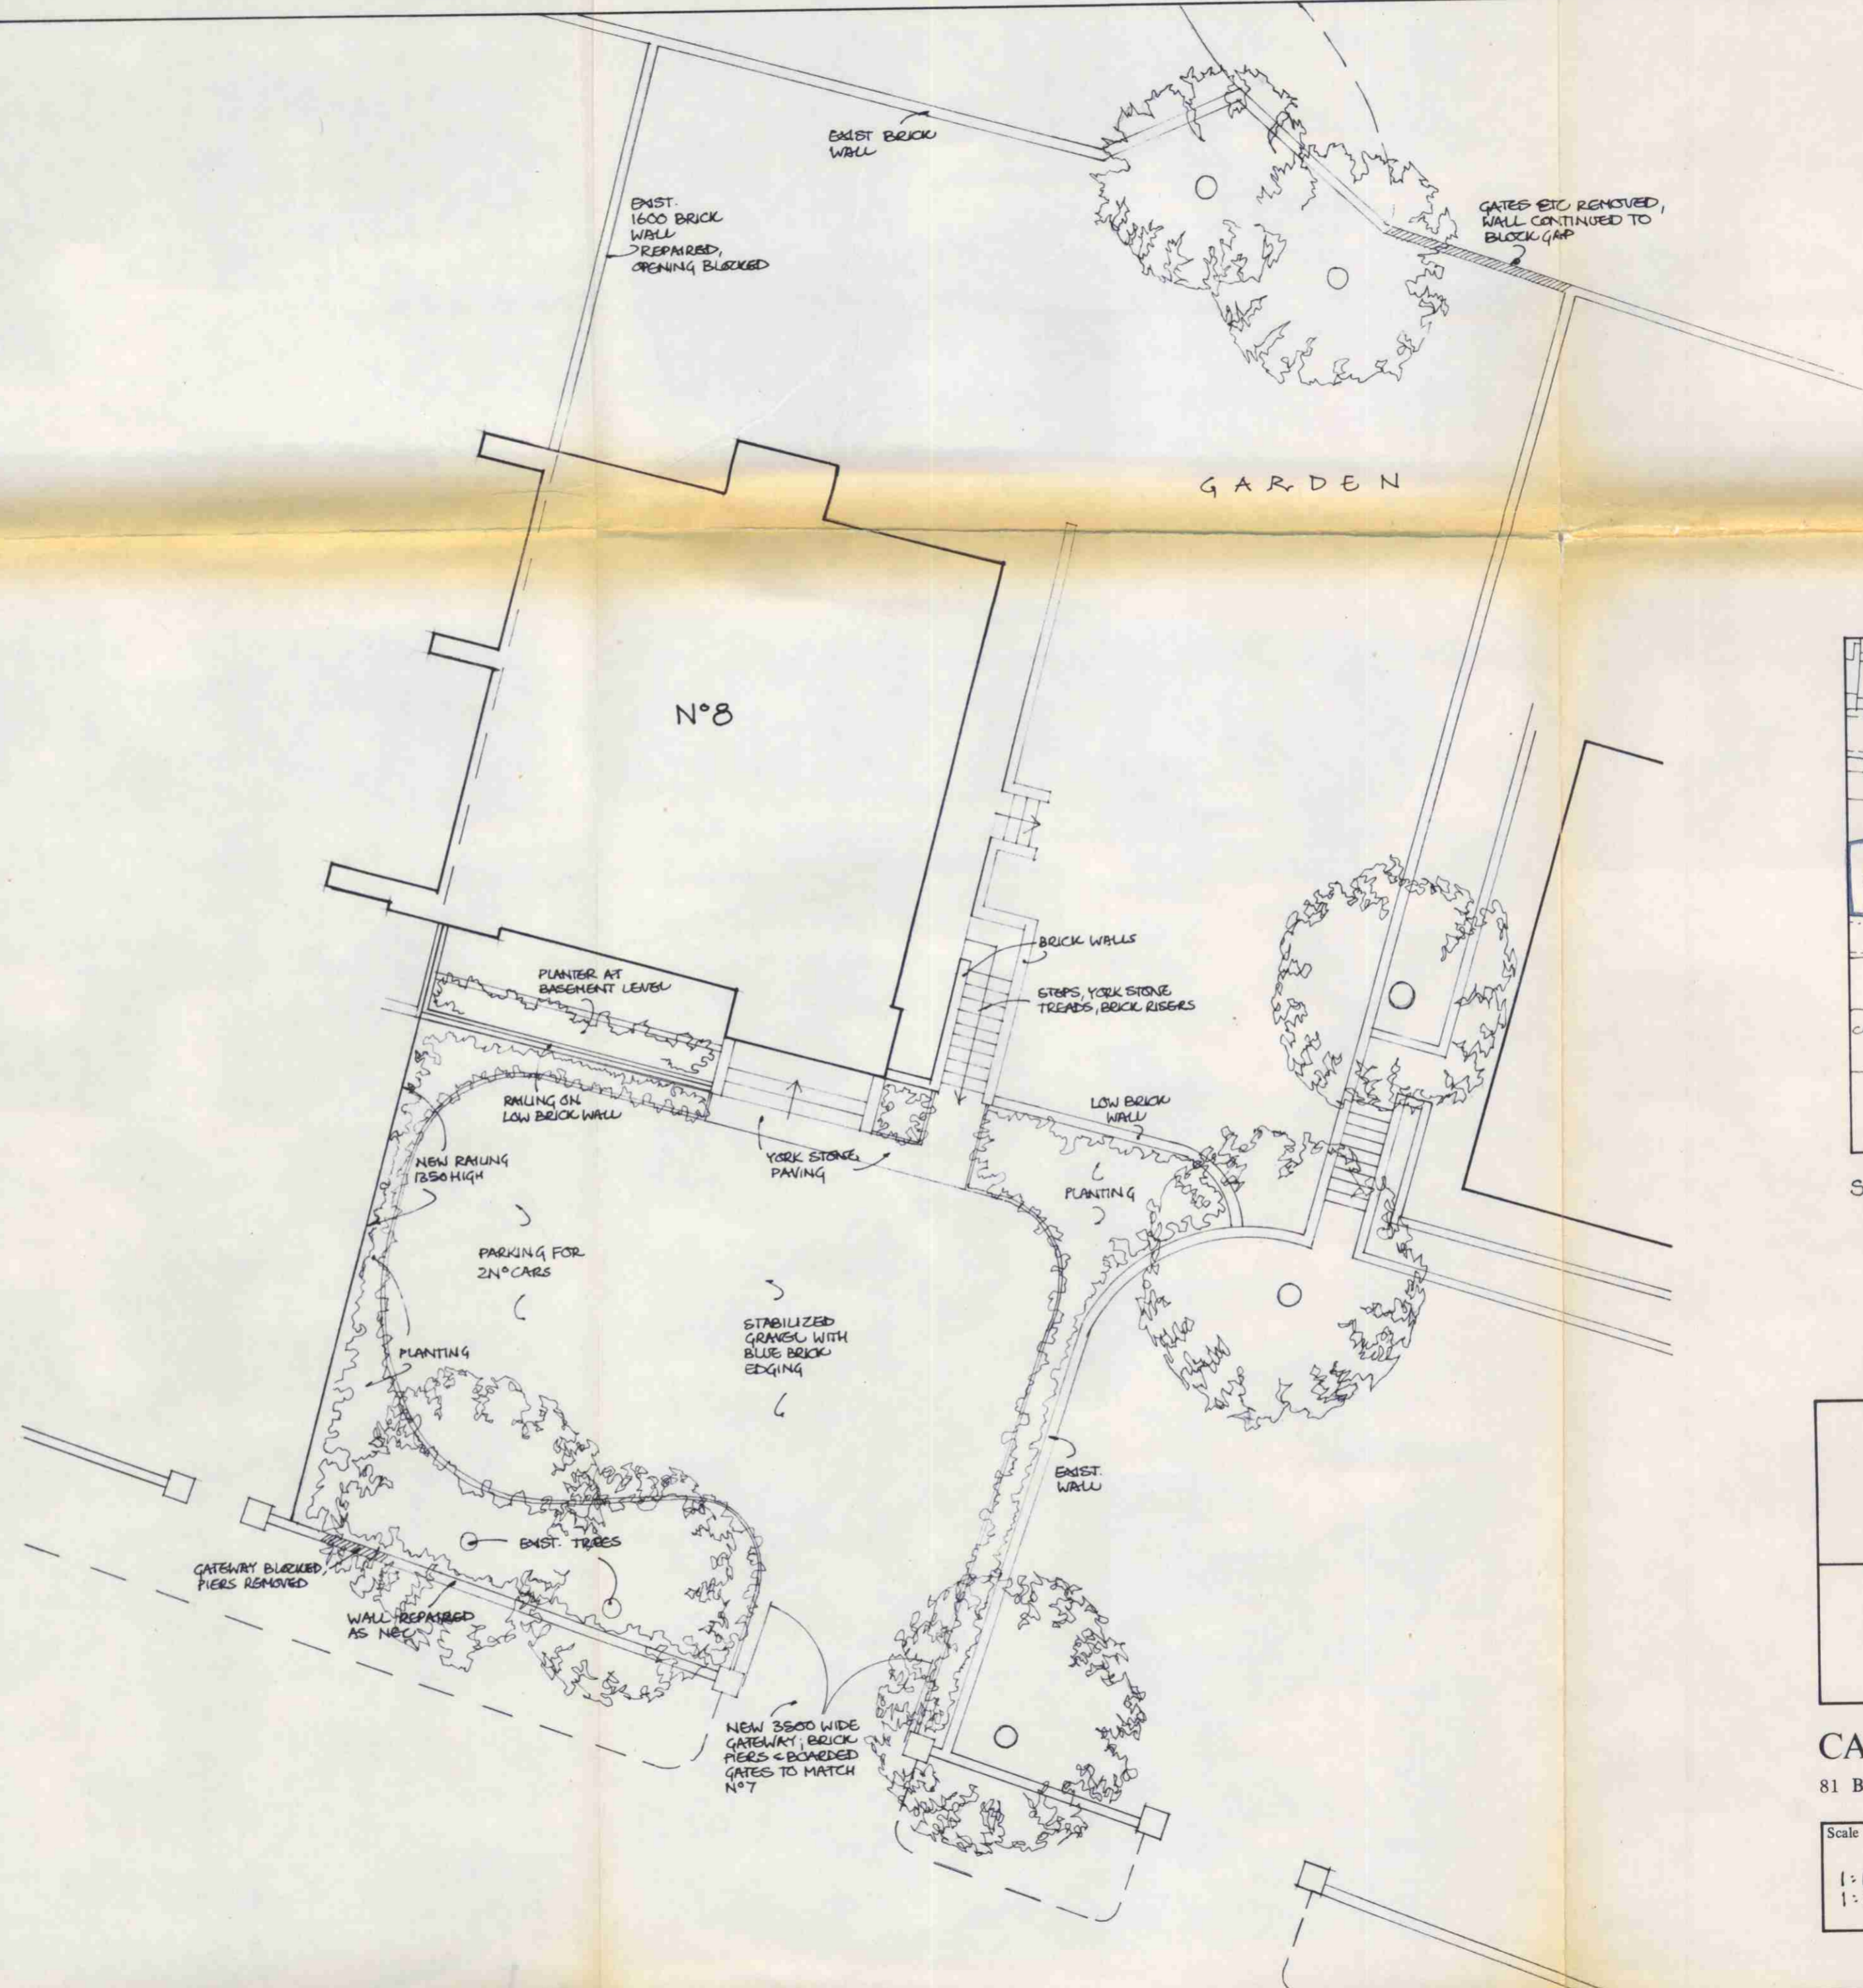 EXIST BRICK
WALL
EXIST.
1600 BRICK
WALL
REPAIRED,
OPENING BLOCKED
GATES ETC REMOVED,
WALL CONTINUED TO
BLOCK GAP
GARDEN
N°8
BRICK WALLS
PLANTER AT
BASEMENT LEVEL
STEPS, YORK STONE
TREADS, BRICK RISERS
RAILING ON
LOW BRICK WALL
LOW BRICK
WALL
NEW RAILING
1350 HIGH
YORK STONE
PAVING
PLANTING
S
PARKING FOR
2N° CARS
STABILIZED
GRAVEL WITH
BLUE BRICK
EDGING
PLANTING
EXIST.
WALL
EXIST. TREES
GATEWAY BLOCKED,
PIERS REMOVED
WALL REPAIRED
AS NEC
NEW 3500 WIDE
GATEWAY; BRICK
PIERS & BOARDED
GATES TO MATCH
N°7
CA
81 B
Scale
1:
1: